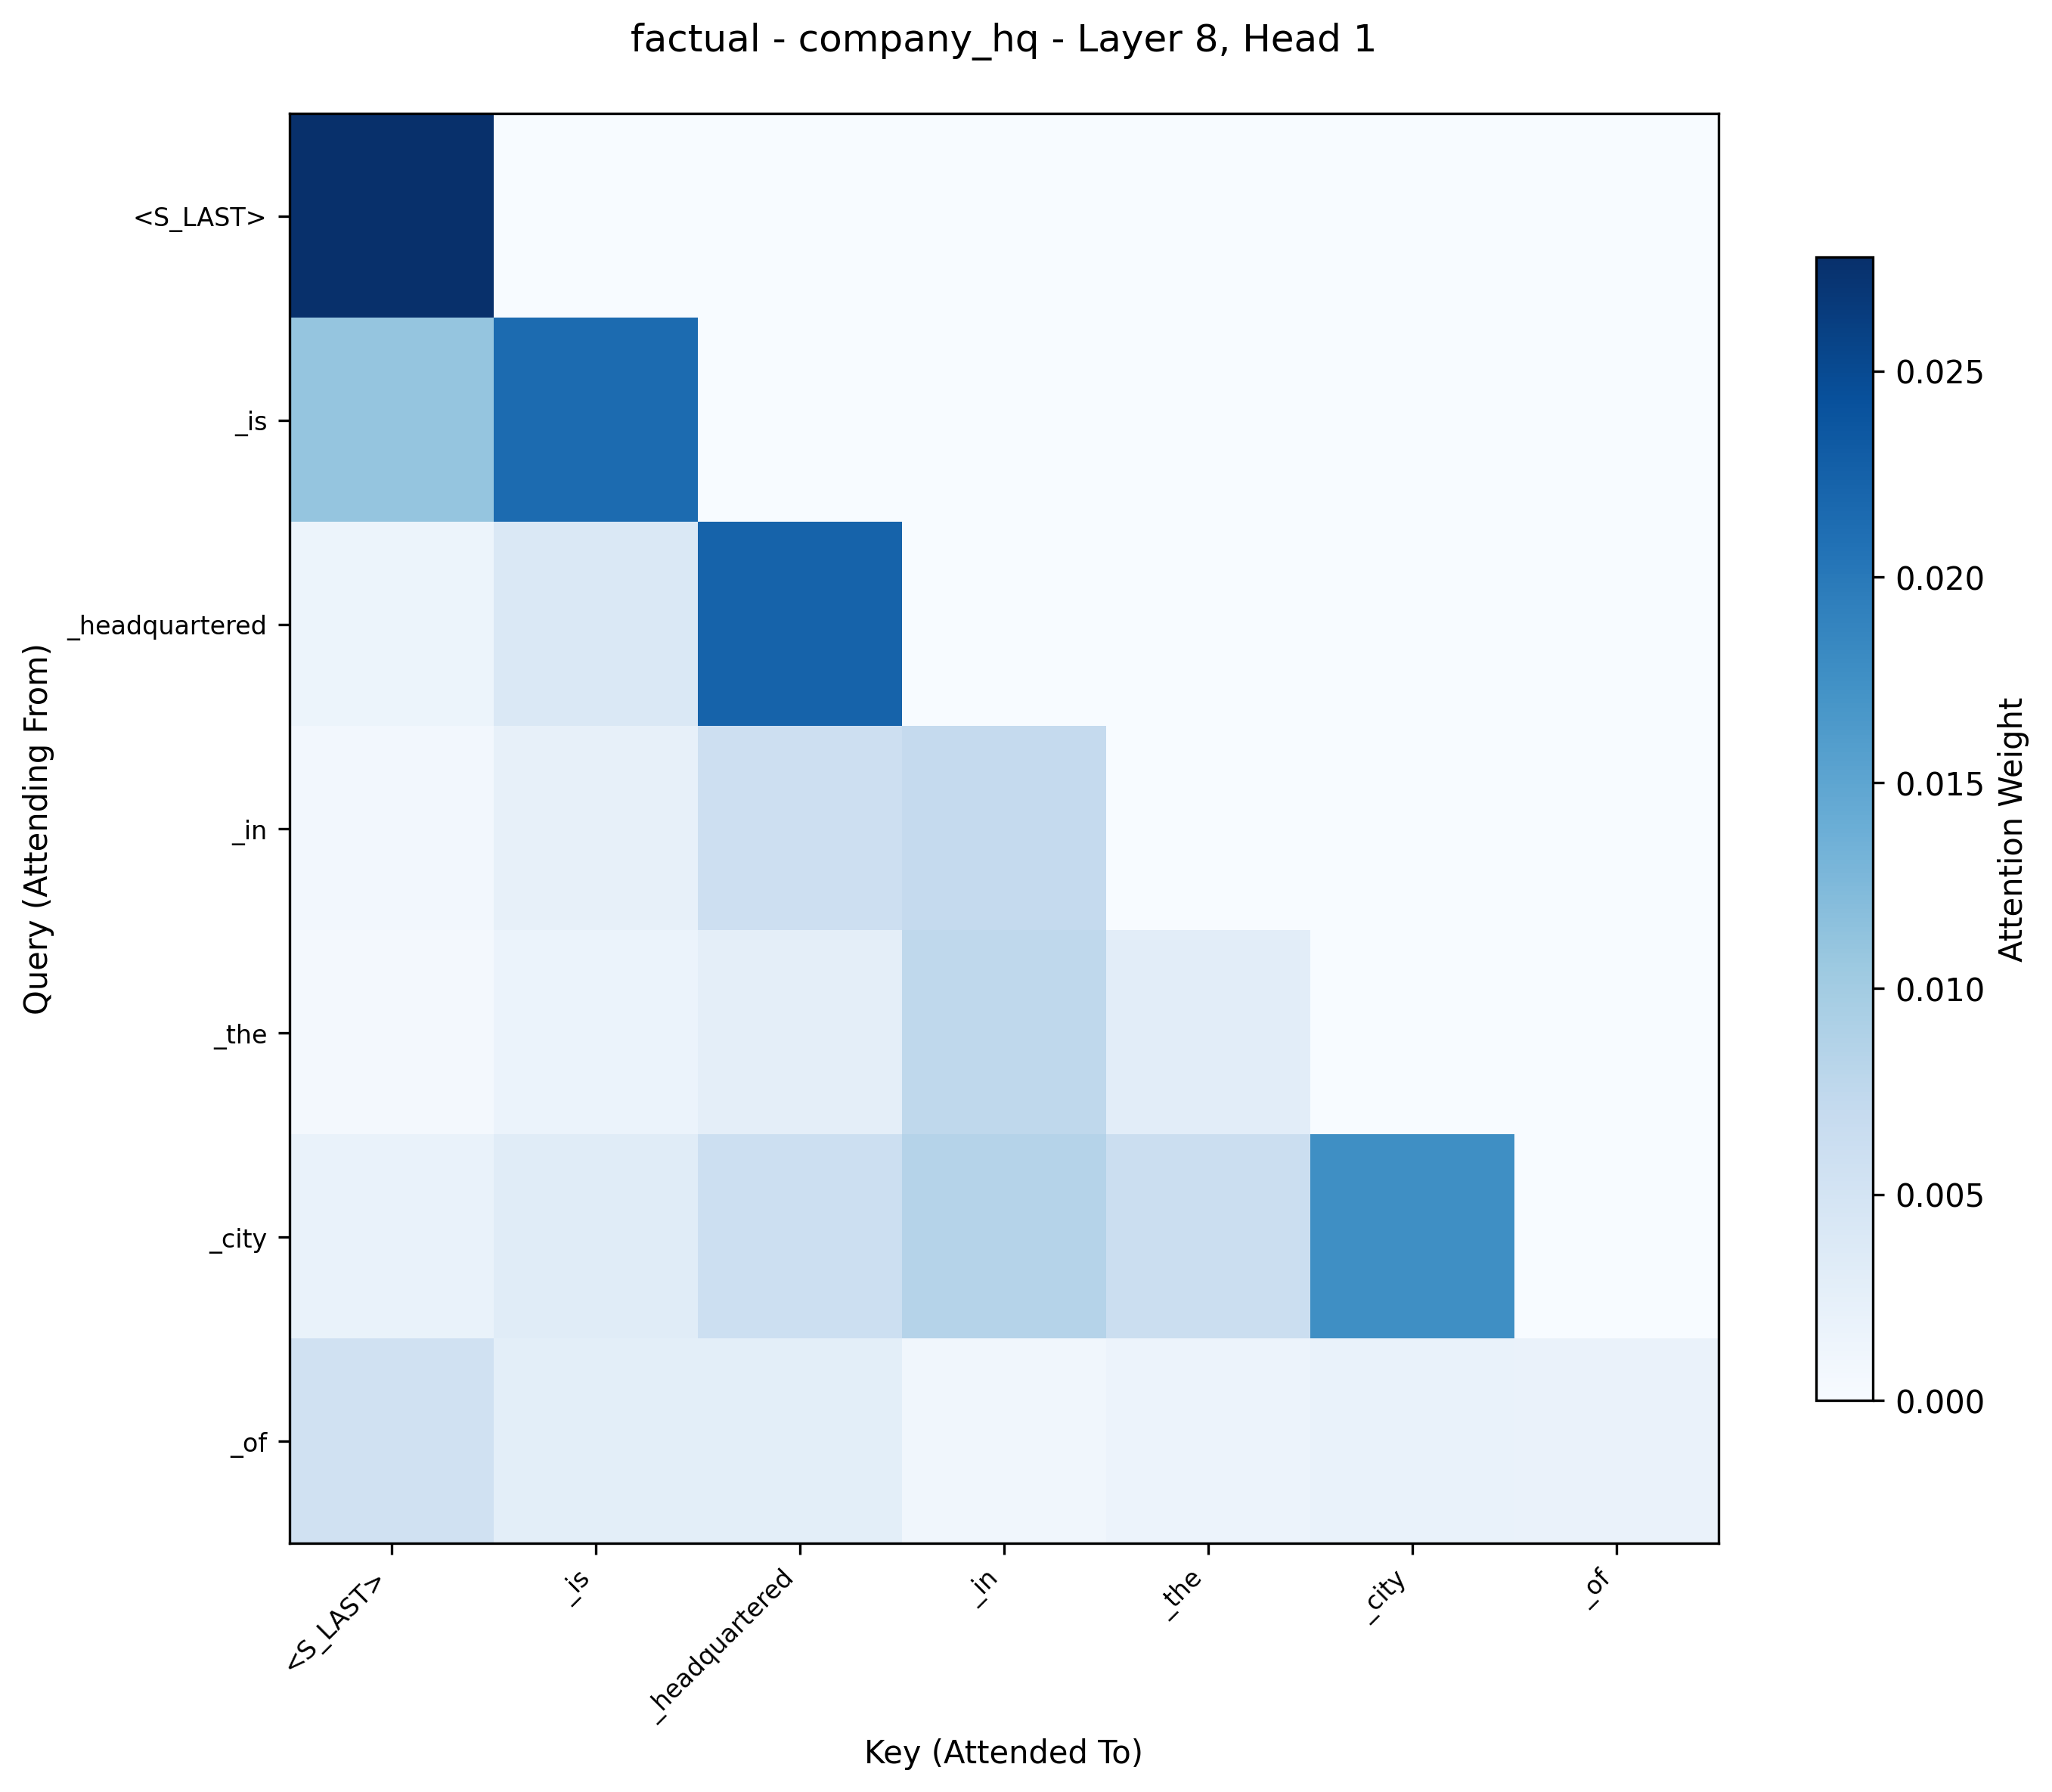 factual - company_hq - Layer 8, Head 1
Query (Attending From)
<S_LAST>
_is
_headquartered
_in
_the
_city
_of
<S_LAST>
_is
_headquartered
_in
_the
_city
_of
Key (Attended To)
0.025
0.020
0.015
0.010
0.005
0.000
Attention Weight